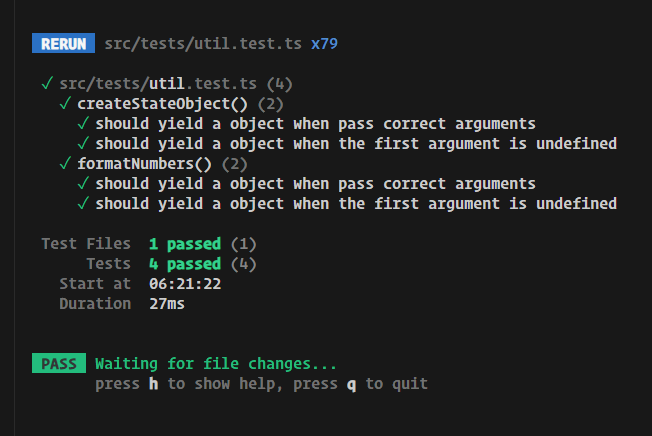 RERUN src/tests/util.test.ts x79
✓ src/tests/util.test.ts (4)
✓ createStateObject() (2)
✓ should yield a object when pass correct arguments
✓ should yield a object when the first argument is undefined
✓ formatNumbers() (2)
✓ should yield a object when pass correct arguments
✓ should yield a object when the first argument is undefined
Test Files 1 passed (1)
Tests 4 passed (4)
Start at 06:21:22
Duration 27ms
PASS Waiting for file changes...
press h to show help, press q to quit